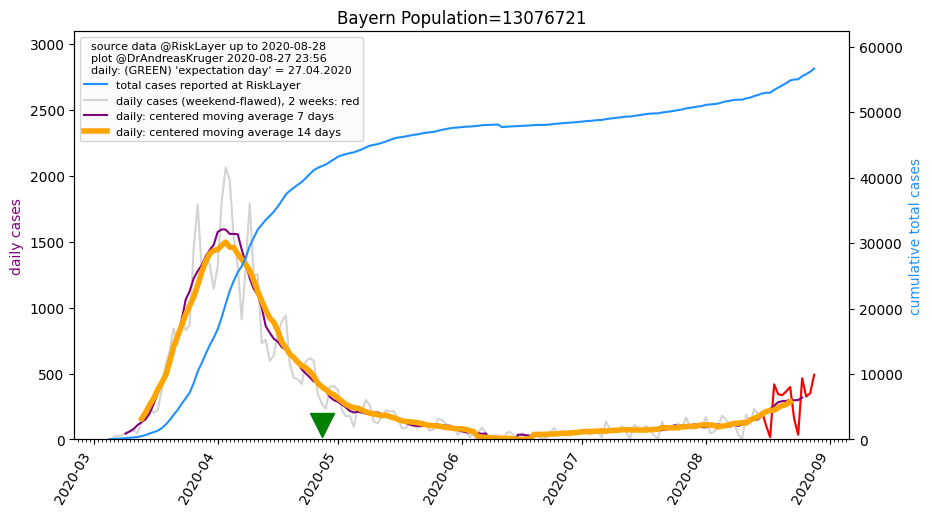 Bayern Population=13076721
source data @RiskLayer up to 2020-08-28
plot @DrAndreasKruger 2020-08-27 23:56
daily: (GREEN) 'expectation day' = 27.04.2020
total cases reported at RiskLayer
daily cases (weekend-flawed), 2 weeks: red
daily: centered moving average 7 days
daily: centered moving average 14 days
daily cases
3000
2500
2000
1500
1000
500
0
cumulative total cases
60000
50000
40000
30000
20000
10000
0
2020-03
2020-04
2020-05
2020-06
2020-07
2020-08
2020-09